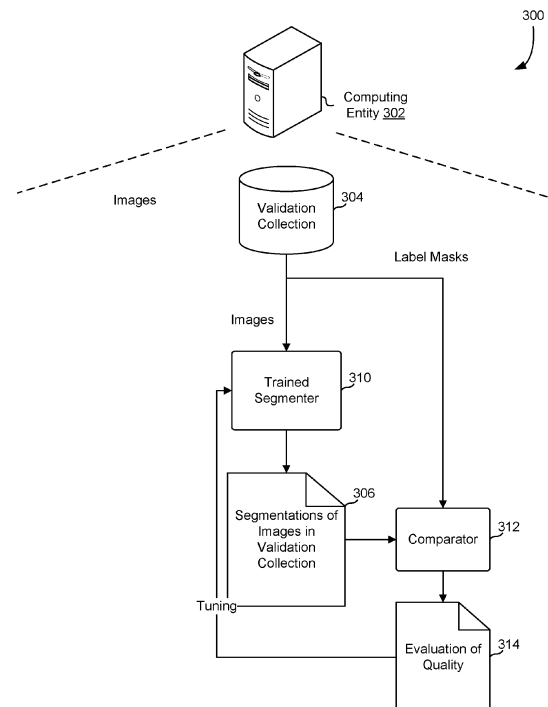 300
Computing
Entity 302
Images
Validation
Collection
304
Label Masks
Images
Trained
Segmenter
310
306
Segmentations of
Images in
Validation
Collection
Comparator
312
Tuning
Evaluation of
Quality
314